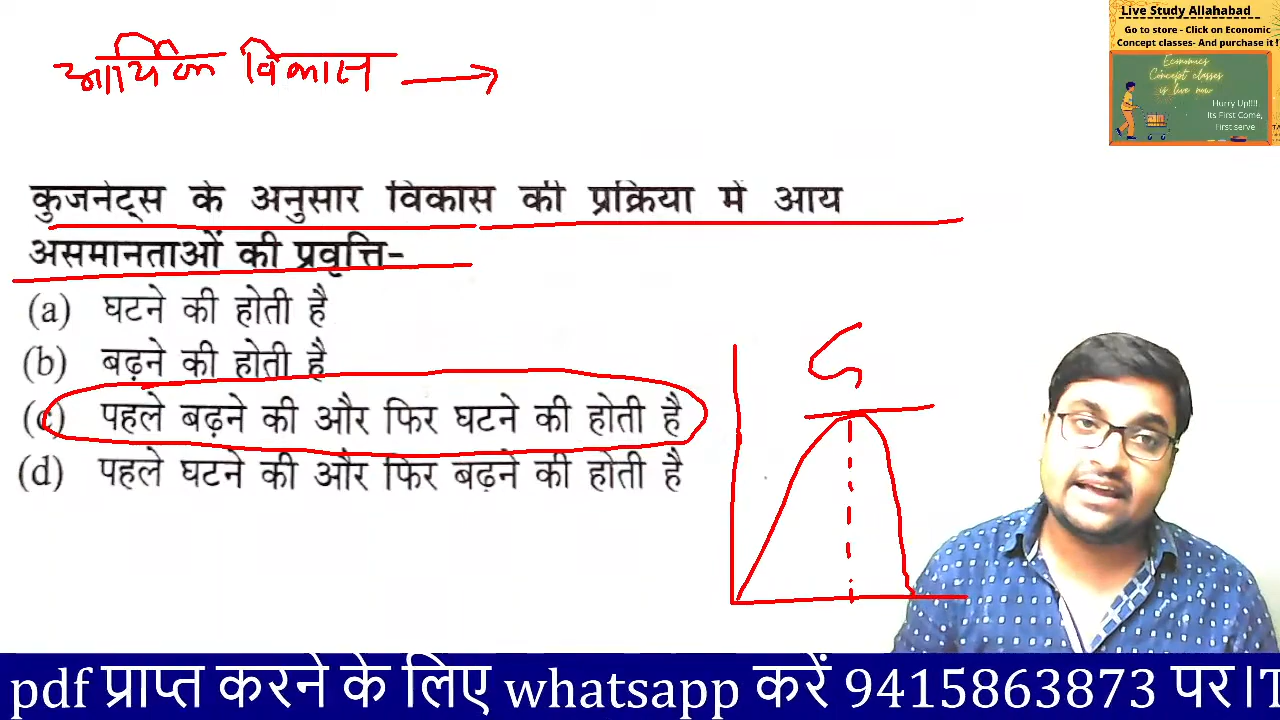 आर्थिक विकास
Live Study Allahabad
Go to store - Click on Economic
Concept classes- And purchase it !
Economics
Concept classes
is live now
Hurry Up!!!!
Its First Come,
First serve
कुजनेट्स के अनुसार विकास की प्रक्रिया में आय
असमानताओं की प्रवृत्ति-
(a) घटने की होती है
(b) बढ़ने की होती है
(c) पहले बढ़ने की और फिर घटने की होती है
(d) पहले घटने की और फिर बढ़ने की होती है
pdf प्राप्त करने के लिए whatsapp करें 9415863873 पर।T